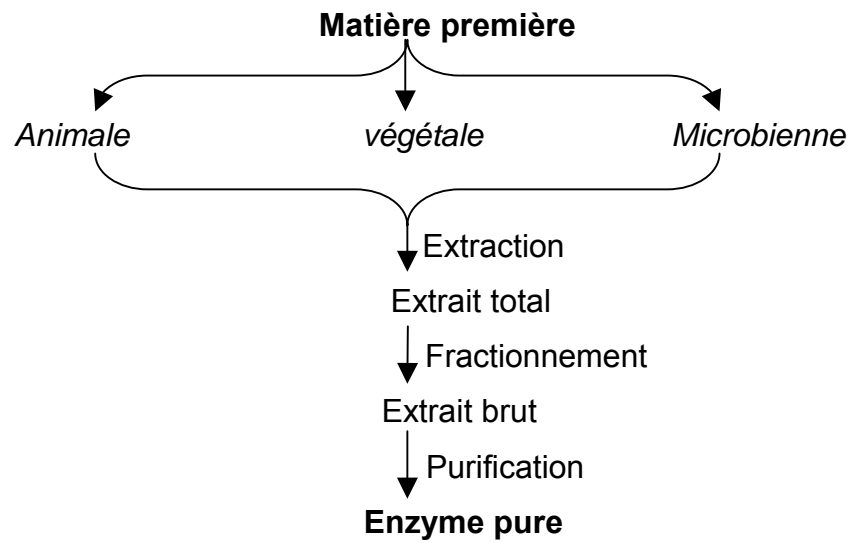 Matière première
Animale végétale Microbienne
Extraction
Extrait total
Fractionnement
Extrait brut
Purification
Enzyme pure